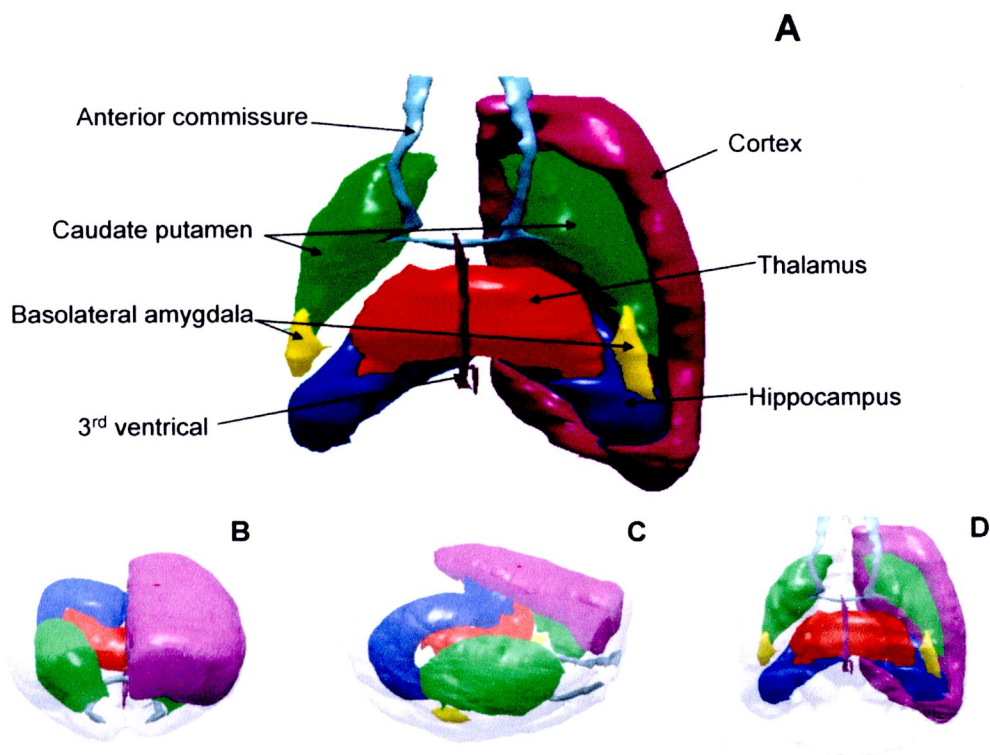 A
Anterior commissure
Cortex
Caudate putamen
Thalamus
Basolateral amygdala
Hippocampus
3rd ventrical
B
C
D